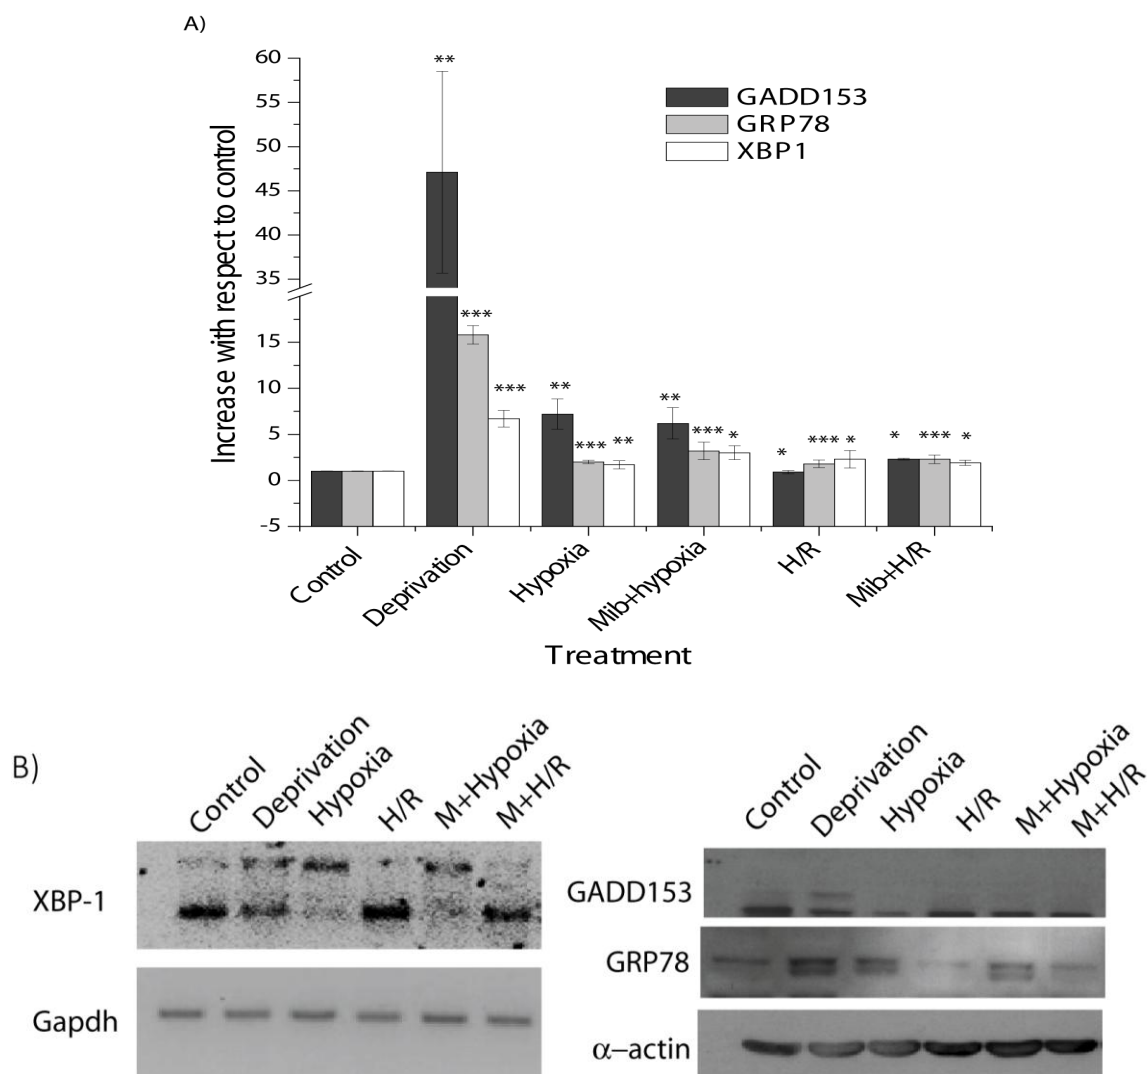 A)
60
55
50
45
40
35
15
10
5
0
-5
Increase with respect to control
GADD153
GRP78
XBP1
**
***
***
**
***
**
**
***
*
*
***
*
*
***
*
Control
Deprivation
Hypoxia
Mib+hypoxia
H/R
Mib+H/R
Treatment
B)
Control
Deprivation
Hypoxia
H/R
M+Hypoxia
M+H/R
XBP-1
Gapdh
Control
Deprivation
Hypoxia
H/R
M+Hypoxia
M+H/R
GADD153
GRP78
α–actin